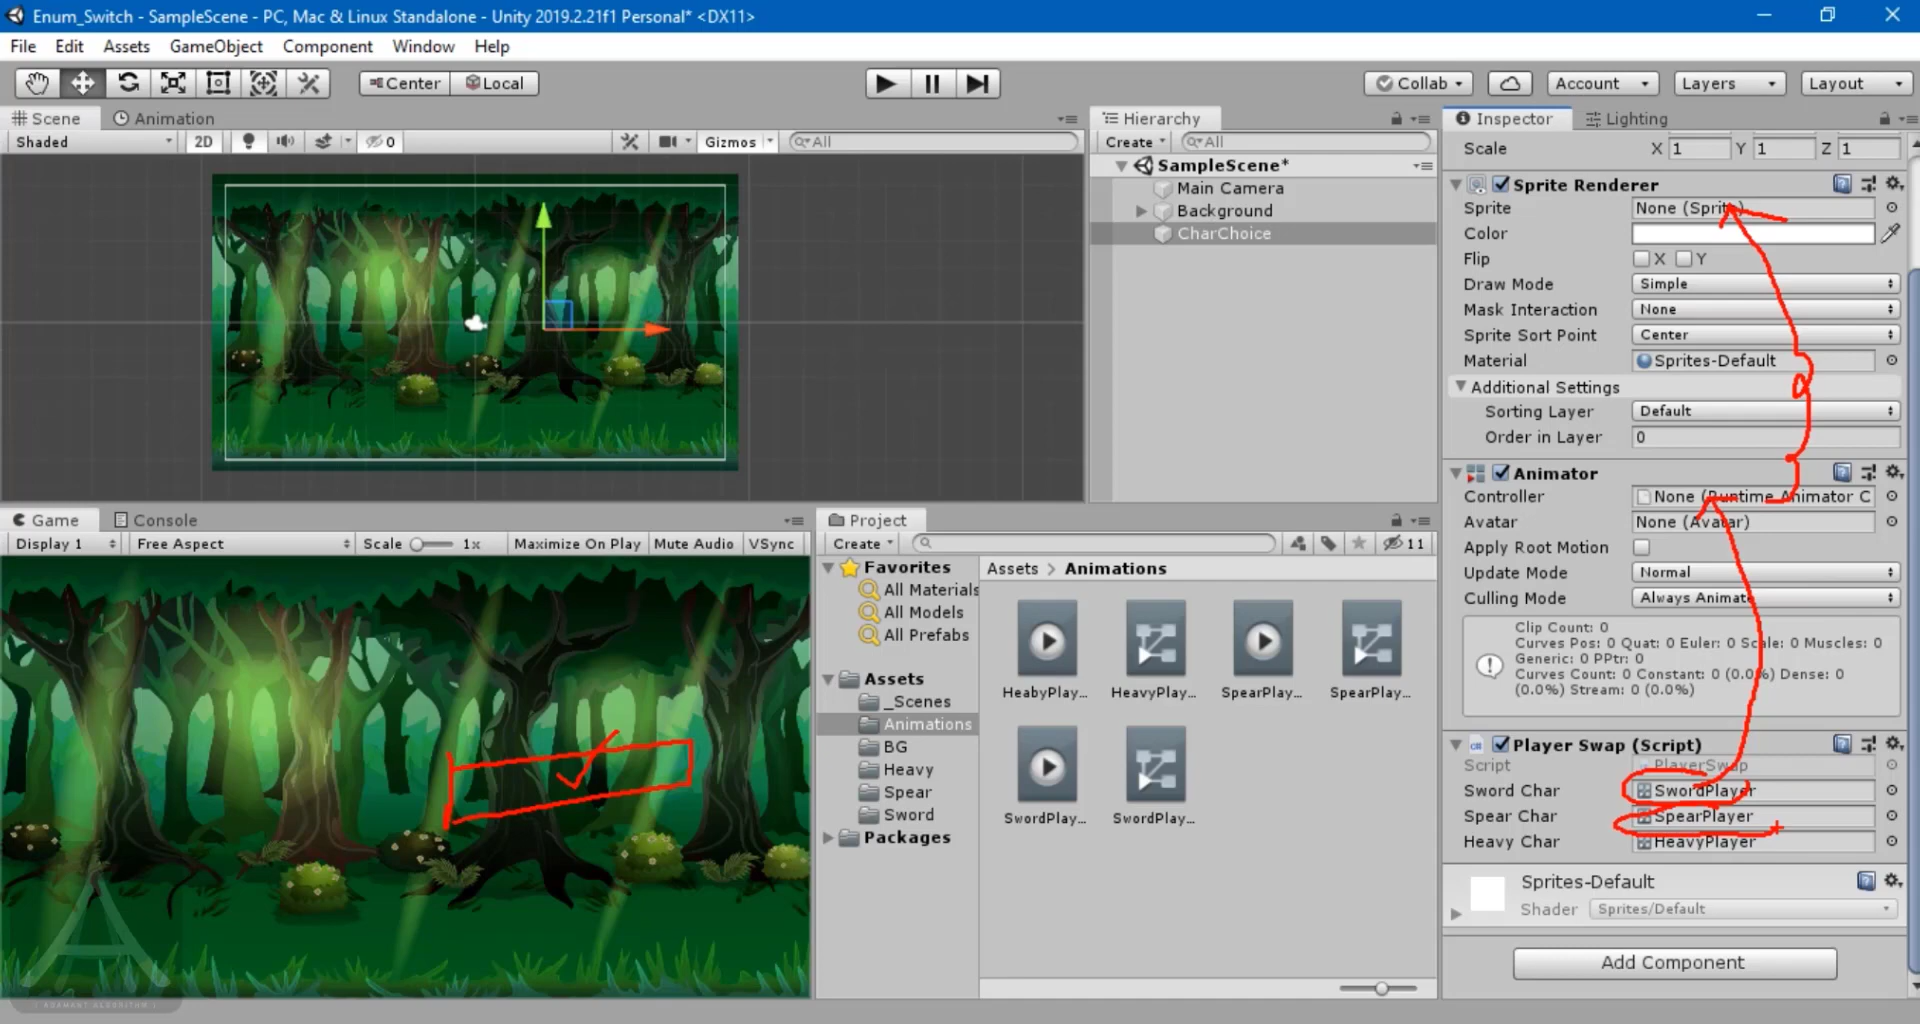 Enum_Switch - SampleScene - PC, Mac & Linux Standalone - Unity 2019.2.21f1 Personal* <DX11>
File Edit Assets GameObject Component Window Help
Center Local Collab Account Layers Layout
Scene Animation
Shaded 2D 0 Gizmos All
Hierarchy
Create All
SampleScene*
Main Camera
Background
CharChoice
Inspector Lighting
Scale X 1 Y 1 Z 1
Sprite Renderer
Sprite None (Sprite)
Color
Flip X Y
Draw Mode Simple
Mask Interaction None
Sprite Sort Point Center
Material Sprites-Default
Additional Settings
Sorting Layer Default
Order in Layer 0
Animator
Controller None (Runtime Animator C
Avatar None (Avatar)
Apply Root Motion
Update Mode Normal
Culling Mode Always Animate
Clip Count: 0
Curves Pos: 0 Quat: 0 Euler: 0 Scale: 0 Muscles: 0
Generic: 0 PPtr: 0
Curves Count: 0 Constant: 0 (0.0%) Dense: 0
(0.0%) Stream: 0 (0.0%)
Player Swap (Script)
Script PlayerSwap
Sword Char SwordPlayer
Spear Char SpearPlayer
Heavy Char HeavyPlayer
Sprites-Default
Shader Sprites/Default
Add Component
Game Console
Display 1 Free Aspect Scale 1x Maximize On Play Mute Audio VSync
Project
Create 11
Favorites
All Materials
All Models
All Prefabs
Assets
_Scenes
Animations
BG
Heavy
Spear
Sword
Packages
Assets > Animations
HeabyPlay... HeavyPlay... SpearPlay... SpearPlay...
SwordPlay... SwordPlay...
( ADAMANT ALGORITHM )